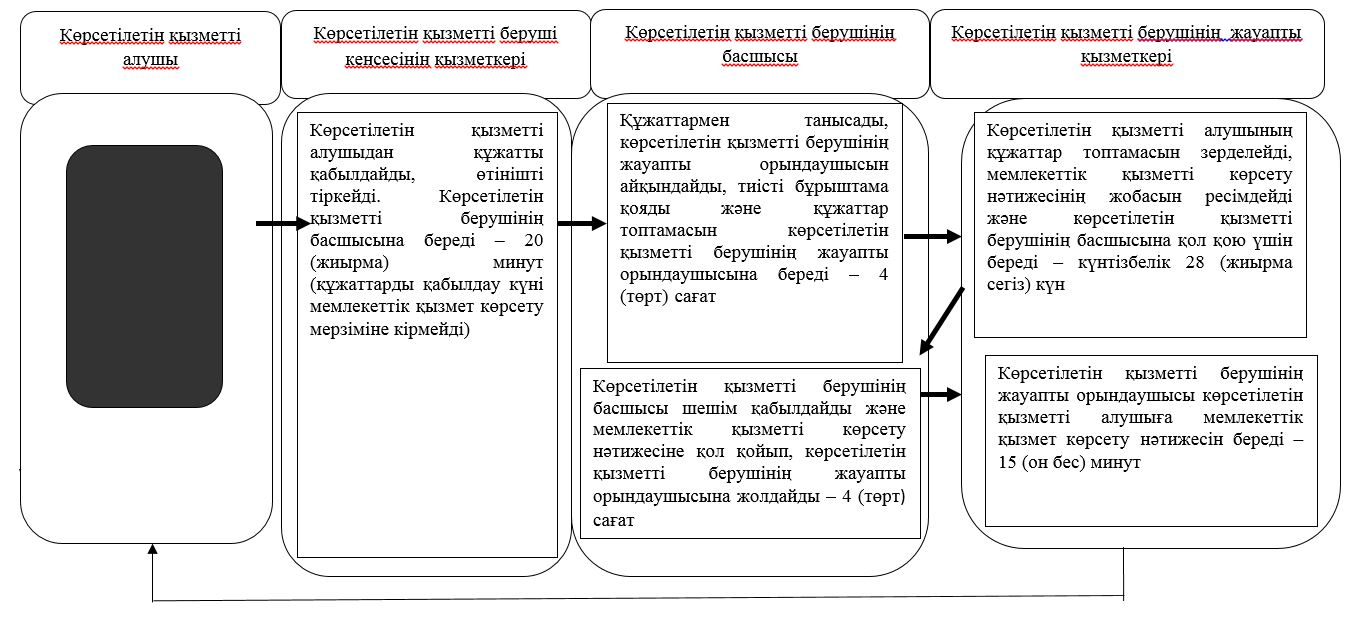 Көрсетілетін қызметті
алушы
Көрсетілетін қызметті беруші
кеңсесінің қызметкері
Көрсетілетін қызметті берушінің
басшысы
Көрсетілетін қызметті берушінің жауапты
қызметкері
Көрсетілетін қызметті
алушыдан құжатты
қабылдайды, өтінішті
тіркейді. Көрсетілетін
қызметті берушінің
басшысына береді – 20
(жиырма) минут
(құжаттарды қабылдау күні
мемлекеттік қызмет көрсету
мерзіміне кірмейді)
Құжаттармен танысады,
көрсетілетін қызметті берушінің
жауапты орындаушысын
айқындайды, тиісті бұрыштама
қояды және құжаттар
топтамасын көрсетілетін
қызметті берушінің жауапты
орындаушысына береді – 4
(төрт) сағат
Көрсетілетін қызметті берушінің
басшысы шешім қабылдайды және
мемлекеттік қызметті көрсету
нәтижесіне қол қойып, көрсетілетін
қызметті берушінің жауапты
орындаушысына жолдайды – 4 (төрт)
сағат
Көрсетілетін қызметті алушының
құжаттар топтамасын зерделейді,
мемлекеттік қызметті көрсету
нәтижесінің жобасын ресімдейді
және көрсетілетін қызметті
берушінің басшысына қол қою үшін
береді – күнтізбелік 28 (жиырма
сегіз) күн
Көрсетілетін қызметті берушінің
жауапты орындаушысы көрсетілетін
қызметті алушыға мемлекеттік
қызмет көрсету нәтижесін береді –
15 (он бес) минут